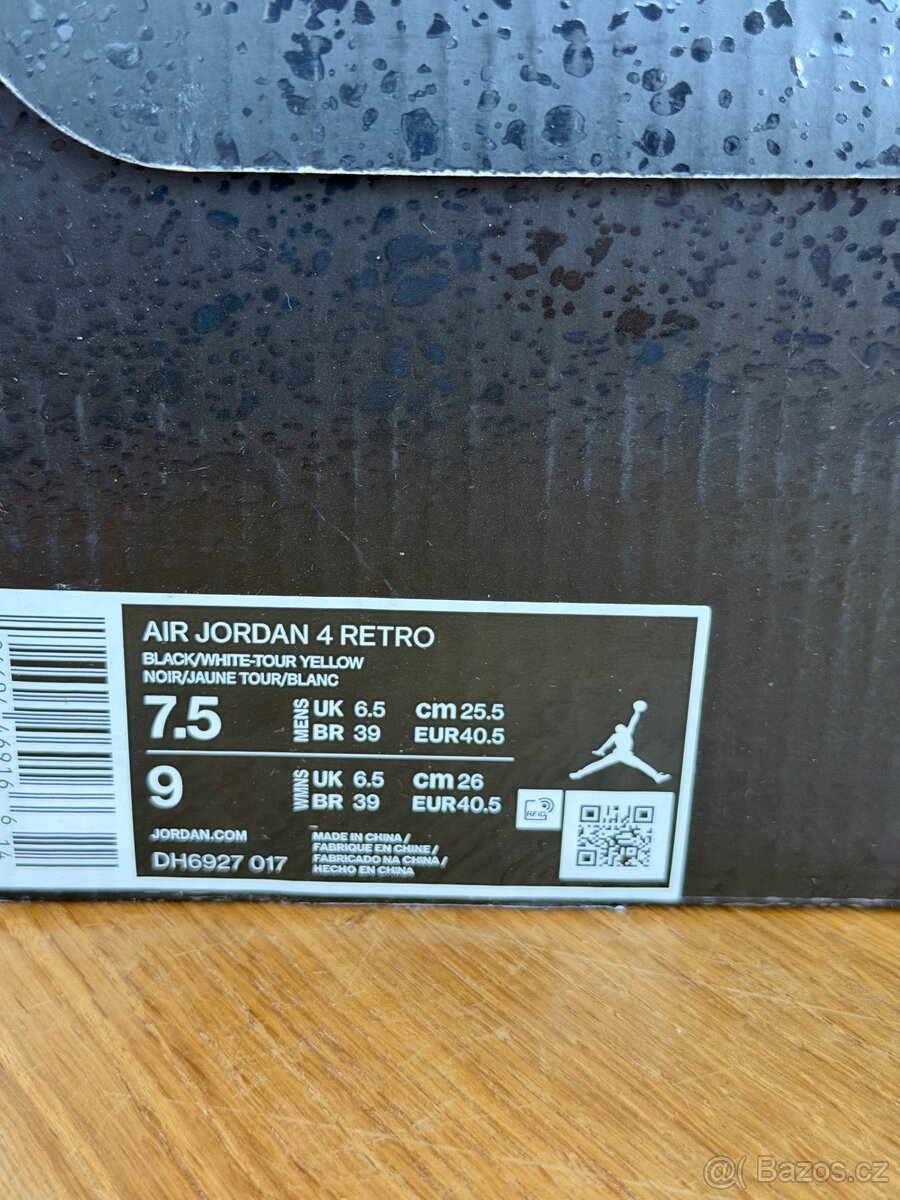 AIR JORDAN 4 RETRO
BLACK/WHITE-TOUR YELLOW
NOIR/JAUNE TOUR/BLANC
7.5 MENS UK 6.5 cm 25.5
BR 39 EUR 40.5
9 WMNS UK 6.5 cm 26
BR 39 EUR 40.5
RFID
JORDAN.COM
DH6927 017
MADE IN CHINA /
FABRIQUE EN CHINE /
FABRICADO NA CHINA /
HECHO EN CHINA
Bazos.cz